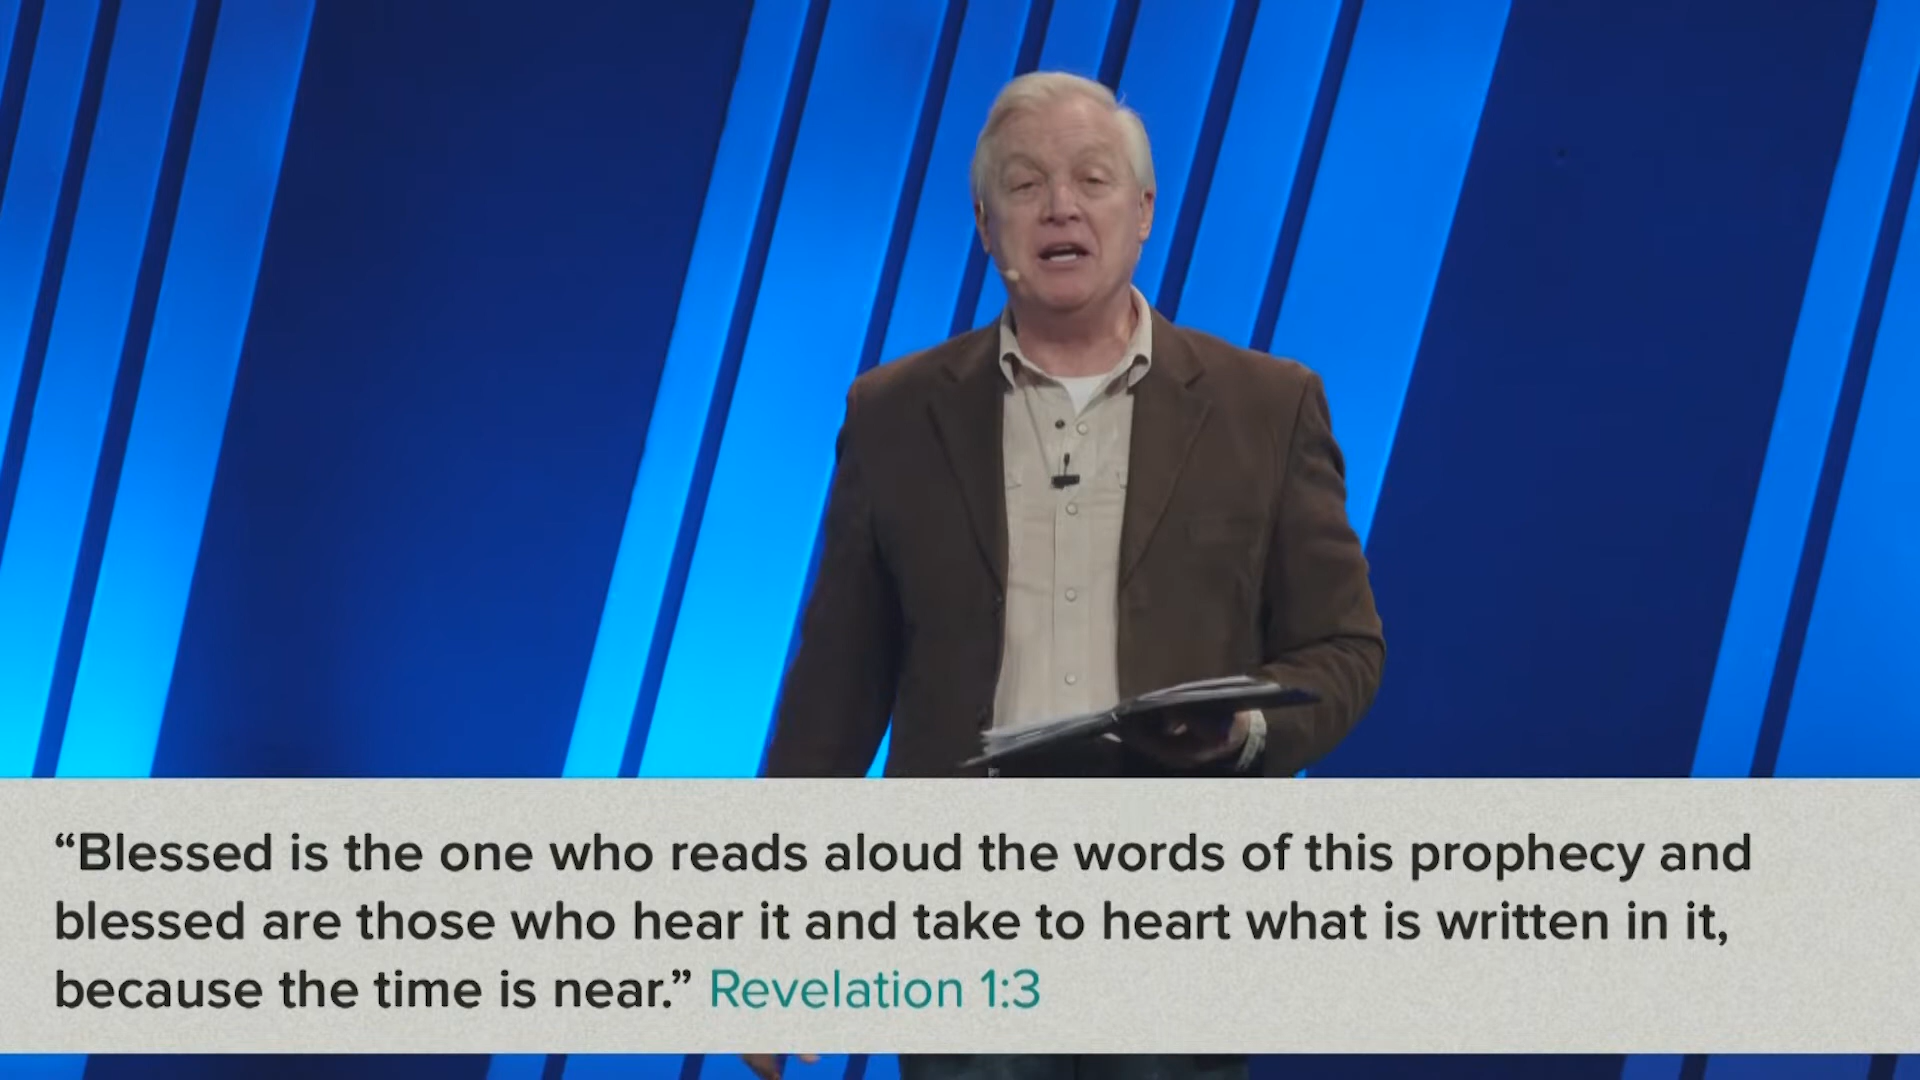 “Blessed is the one who reads aloud the words of this prophecy and
blessed are those who hear it and take to heart what is written in it,
because the time is near.” Revelation 1:3